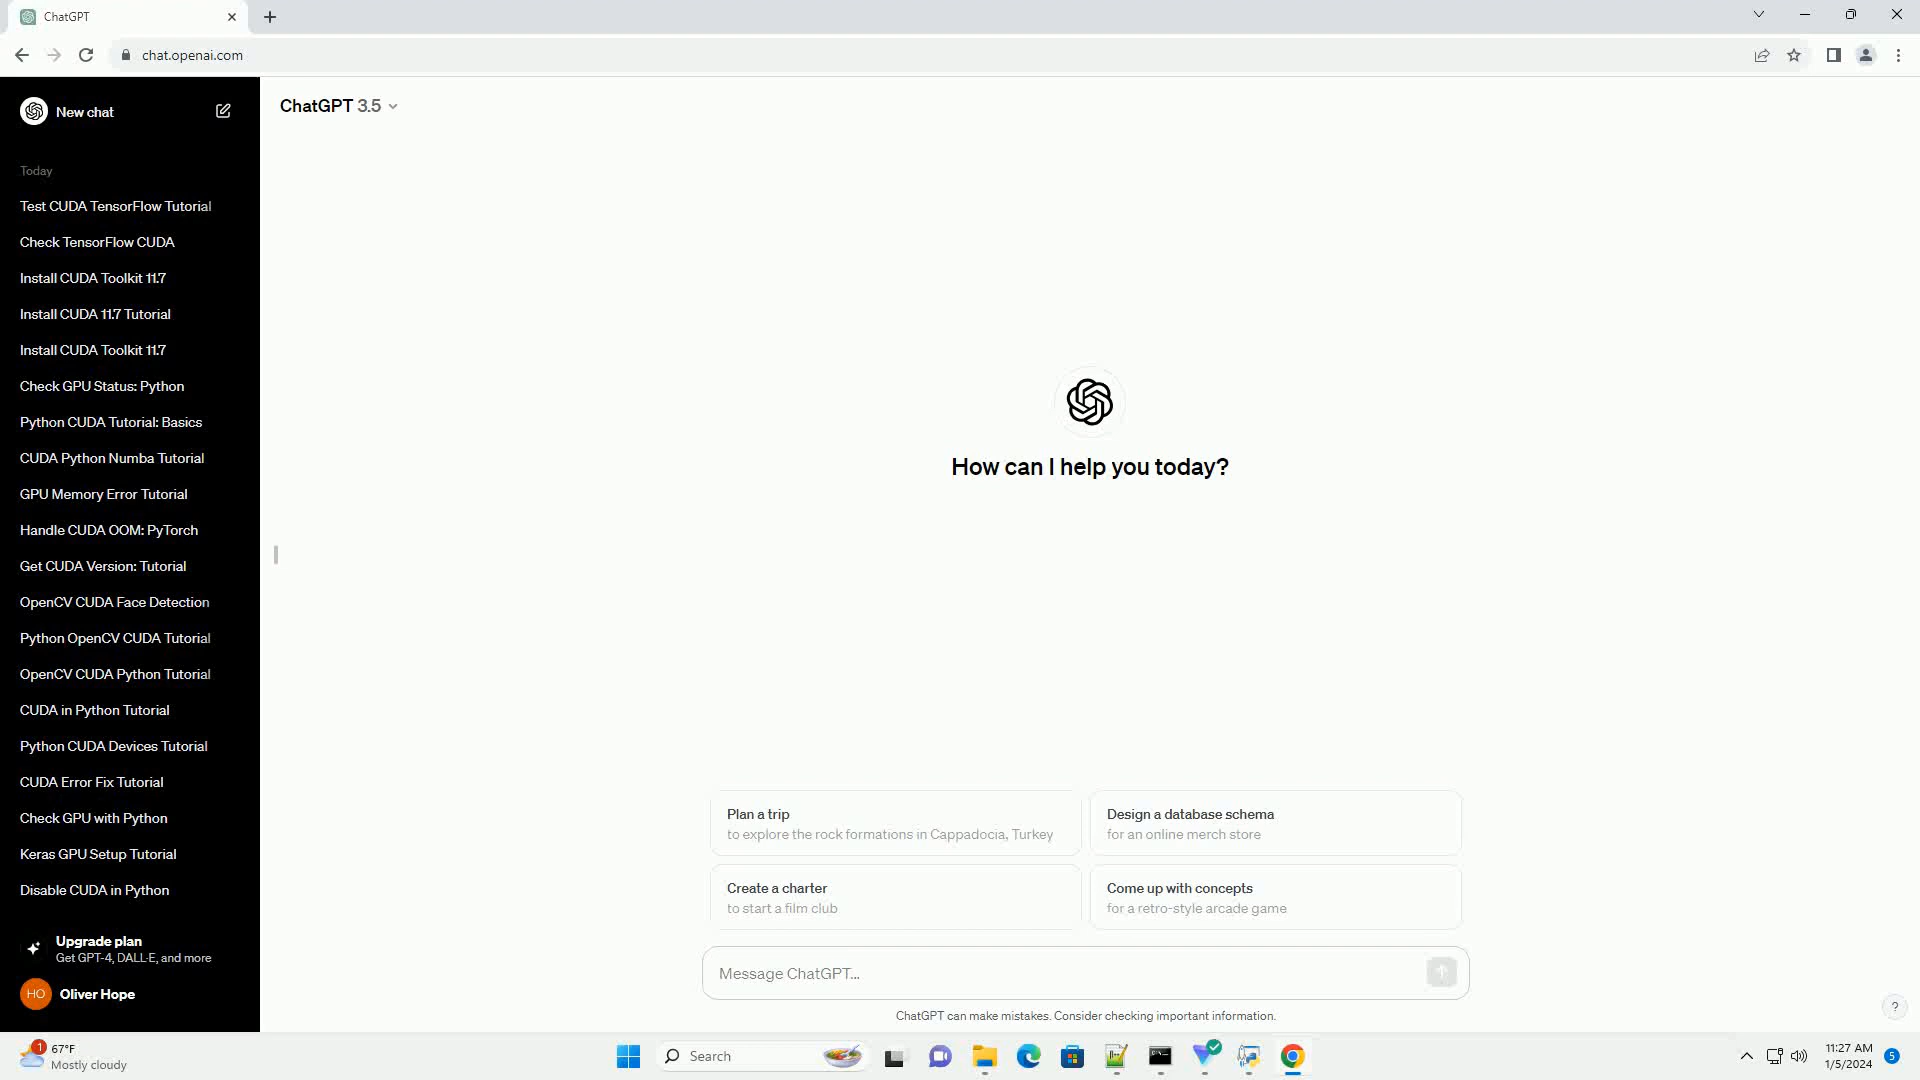 ChatGPT
chat.openai.com
New chat
ChatGPT 3.5
Today
Test CUDA TensorFlow Tutorial
Check TensorFlow CUDA
Install CUDA Toolkit 11.7
Install CUDA 11.7 Tutorial
Install CUDA Toolkit 11.7
Check GPU Status: Python
Python CUDA Tutorial: Basics
CUDA Python Numba Tutorial
GPU Memory Error Tutorial
Handle CUDA OOM: PyTorch
Get CUDA Version: Tutorial
OpenCV CUDA Face Detection
Python OpenCV CUDA Tutorial
OpenCV CUDA Python Tutorial
CUDA in Python Tutorial
Python CUDA Devices Tutorial
CUDA Error Fix Tutorial
Check GPU with Python
Keras GPU Setup Tutorial
Disable CUDA in Python
Upgrade plan
Get GPT-4, DALL·E, and more
HO Oliver Hope
How can I help you today?
Plan a trip
to explore the rock formations in Cappadocia, Turkey
Design a database schema
for an online merch store
Create a charter
to start a film club
Come up with concepts
for a retro-style arcade game
Message ChatGPT...
ChatGPT can make mistakes. Consider checking important information.
?
1
67°F
Mostly cloudy
Search
11:27 AM
1/5/2024
5